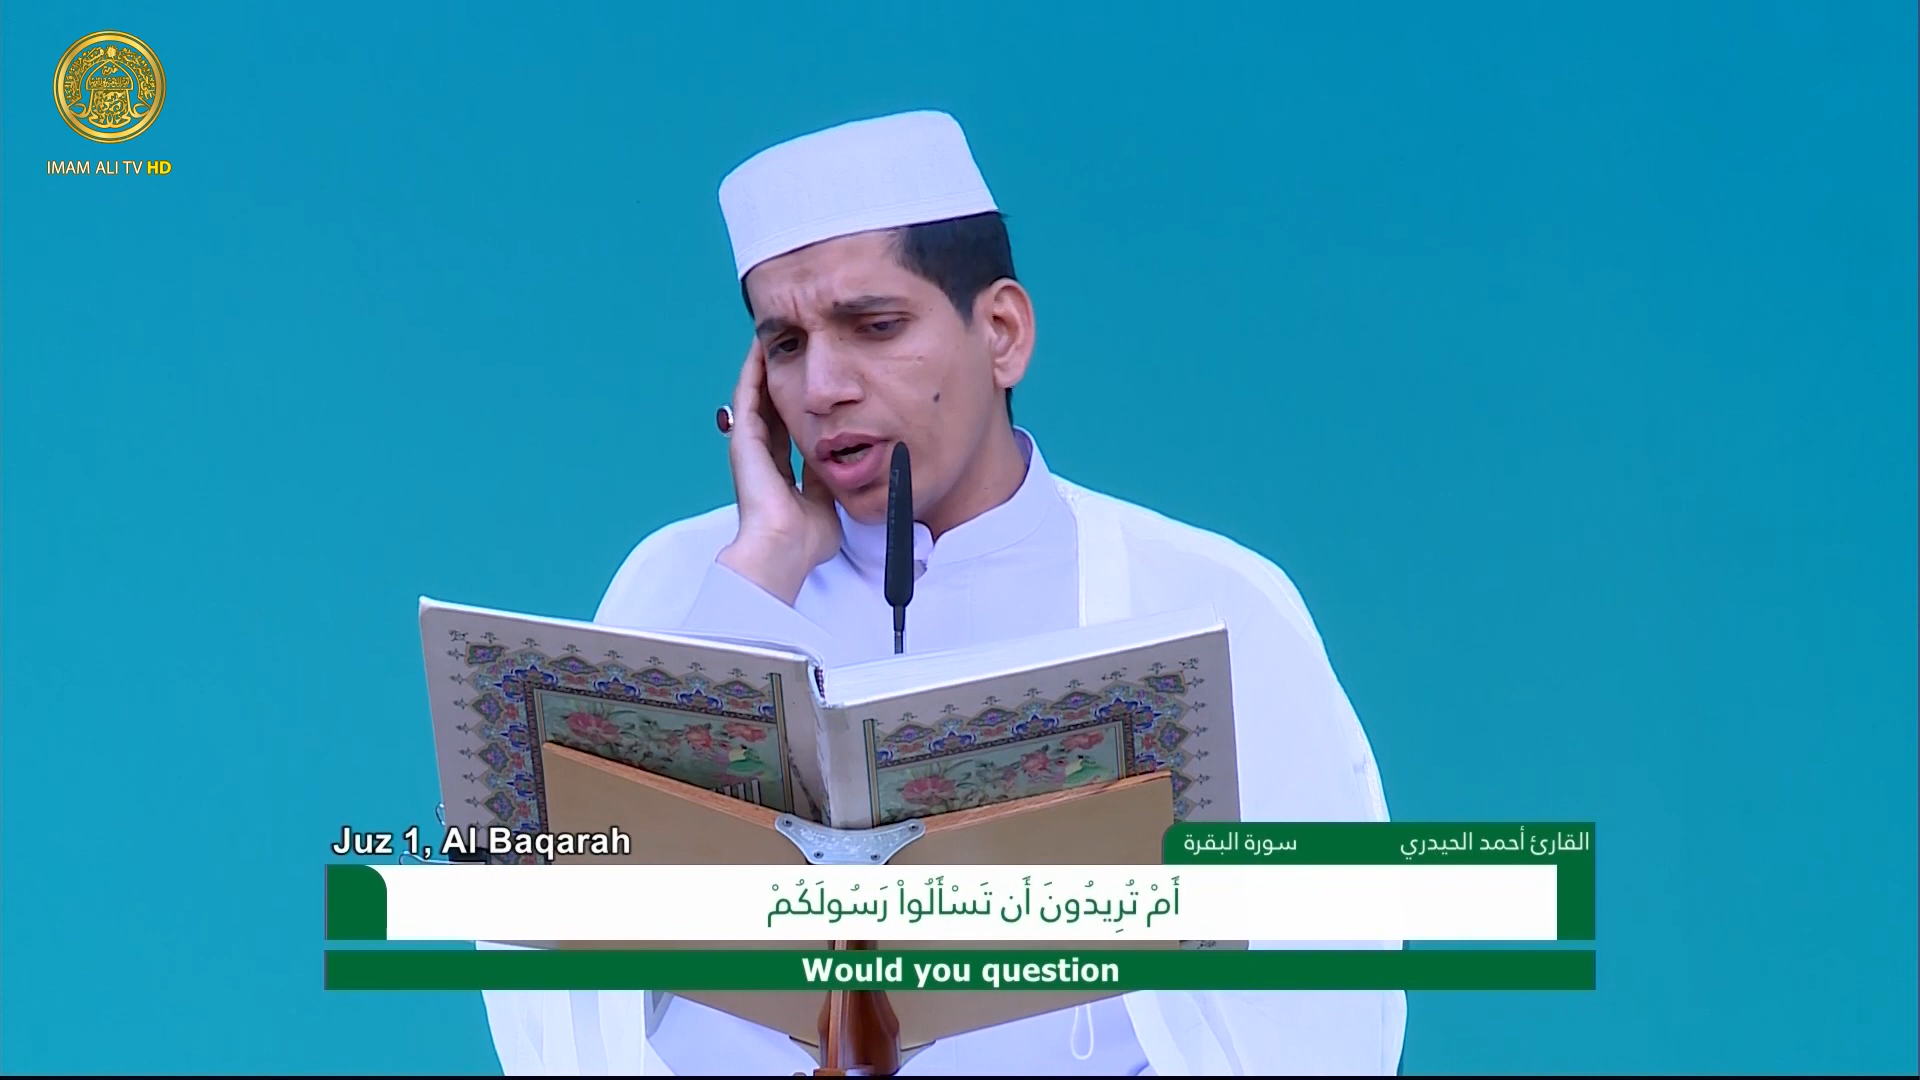 IMAM ALI TV HD
Juz 1, Al Baqarah
القارئ أحمد الحيدري
سورة البقرة
أَمْ تُرِيدُونَ أَن تَسْأَلُواْ رَسُولَكُمْ
Would you question